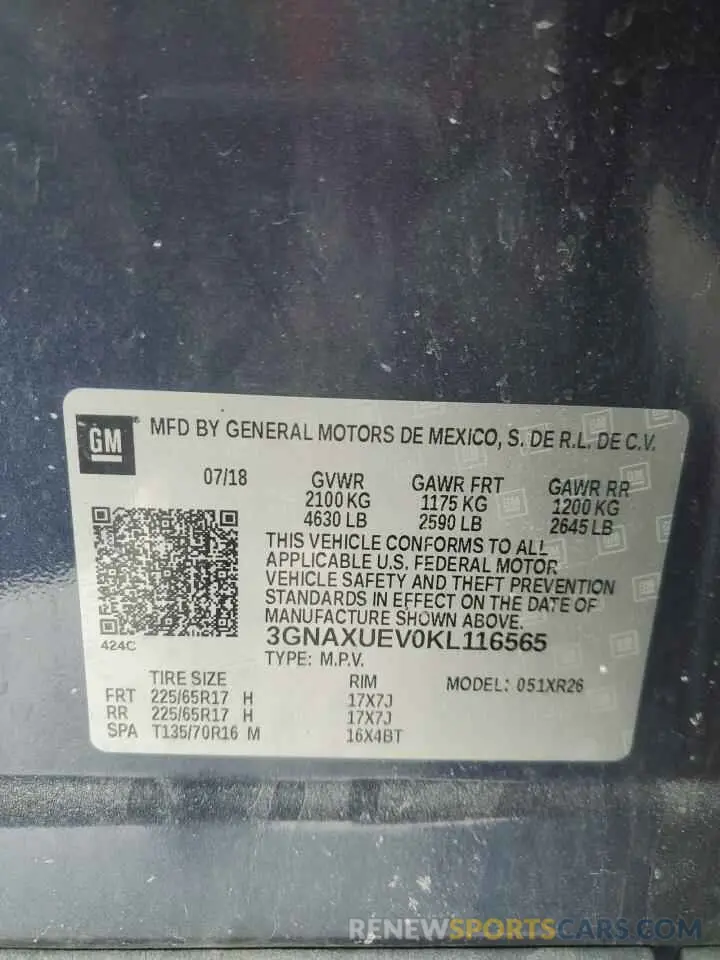 GM
MFD BY GENERAL MOTORS DE MEXICO, S. DE R.L. DE C.V.
07/18 GVWR GAWR FRT GAWR RR
2100 KG 1175 KG 1200 KG
4630 LB 2590 LB 2645 LB
THIS VEHICLE CONFORMS TO ALL
APPLICABLE U.S. FEDERAL MOTOR
VEHICLE SAFETY AND THEFT PREVENTION
STANDARDS IN EFFECT ON THE DATE OF
MANUFACTURE SHOWN ABOVE.
3GNAXUEV0KL116565
424C
TYPE: M.P.V.
TIRE SIZE RIM MODEL: 051XR26
FRT 225/65R17 H 17X7J
RR 225/65R17 H 17X7J
SPA T135/70R16 M 16X4BT
RENEWSPORTSCARS.COM